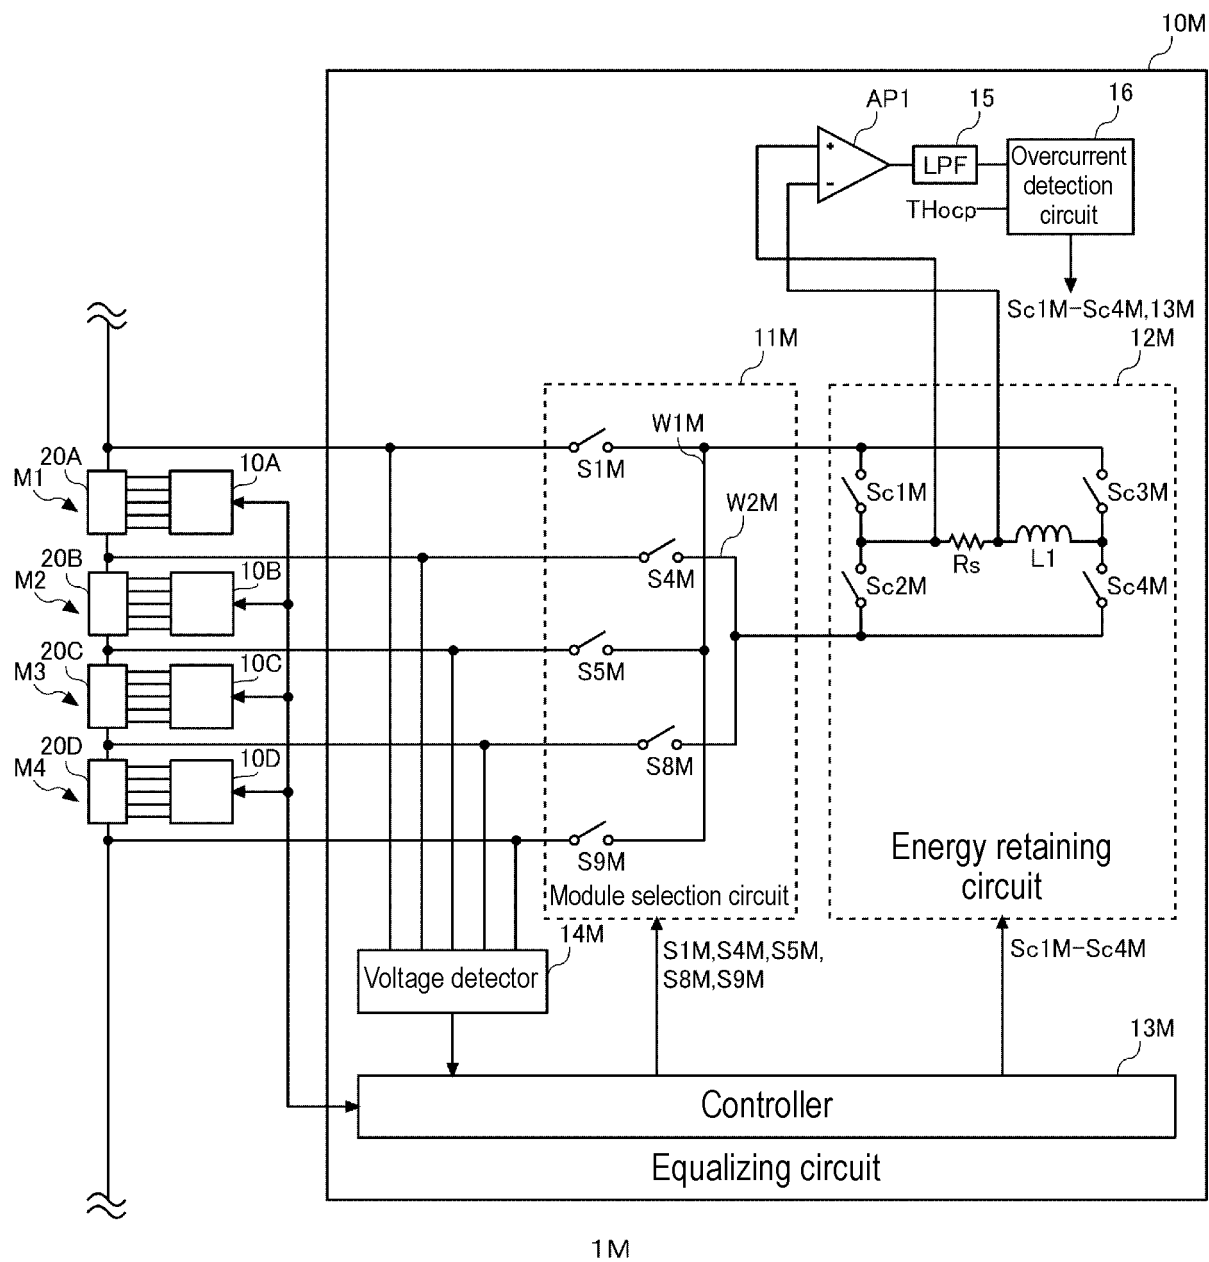 10M
AP1
15
16
+
-
LPF
Overcurrent
detection
circuit
THocp
Sc1M-Sc4M,13M
11M
12M
W1M
S1M
20A
10A
M1
Sc1M
Sc3M
W2M
20B
10B
M2
S4M
Rs
L1
Sc2M
Sc4M
20C
10C
M3
S5M
20D
10D
M4
S8M
S9M
Energy retaining
circuit
Module selection circuit
14M
Voltage detector
S1M,S4M,S5M,
S8M,S9M
Sc1M-Sc4M
13M
Controller
Equalizing circuit
1M